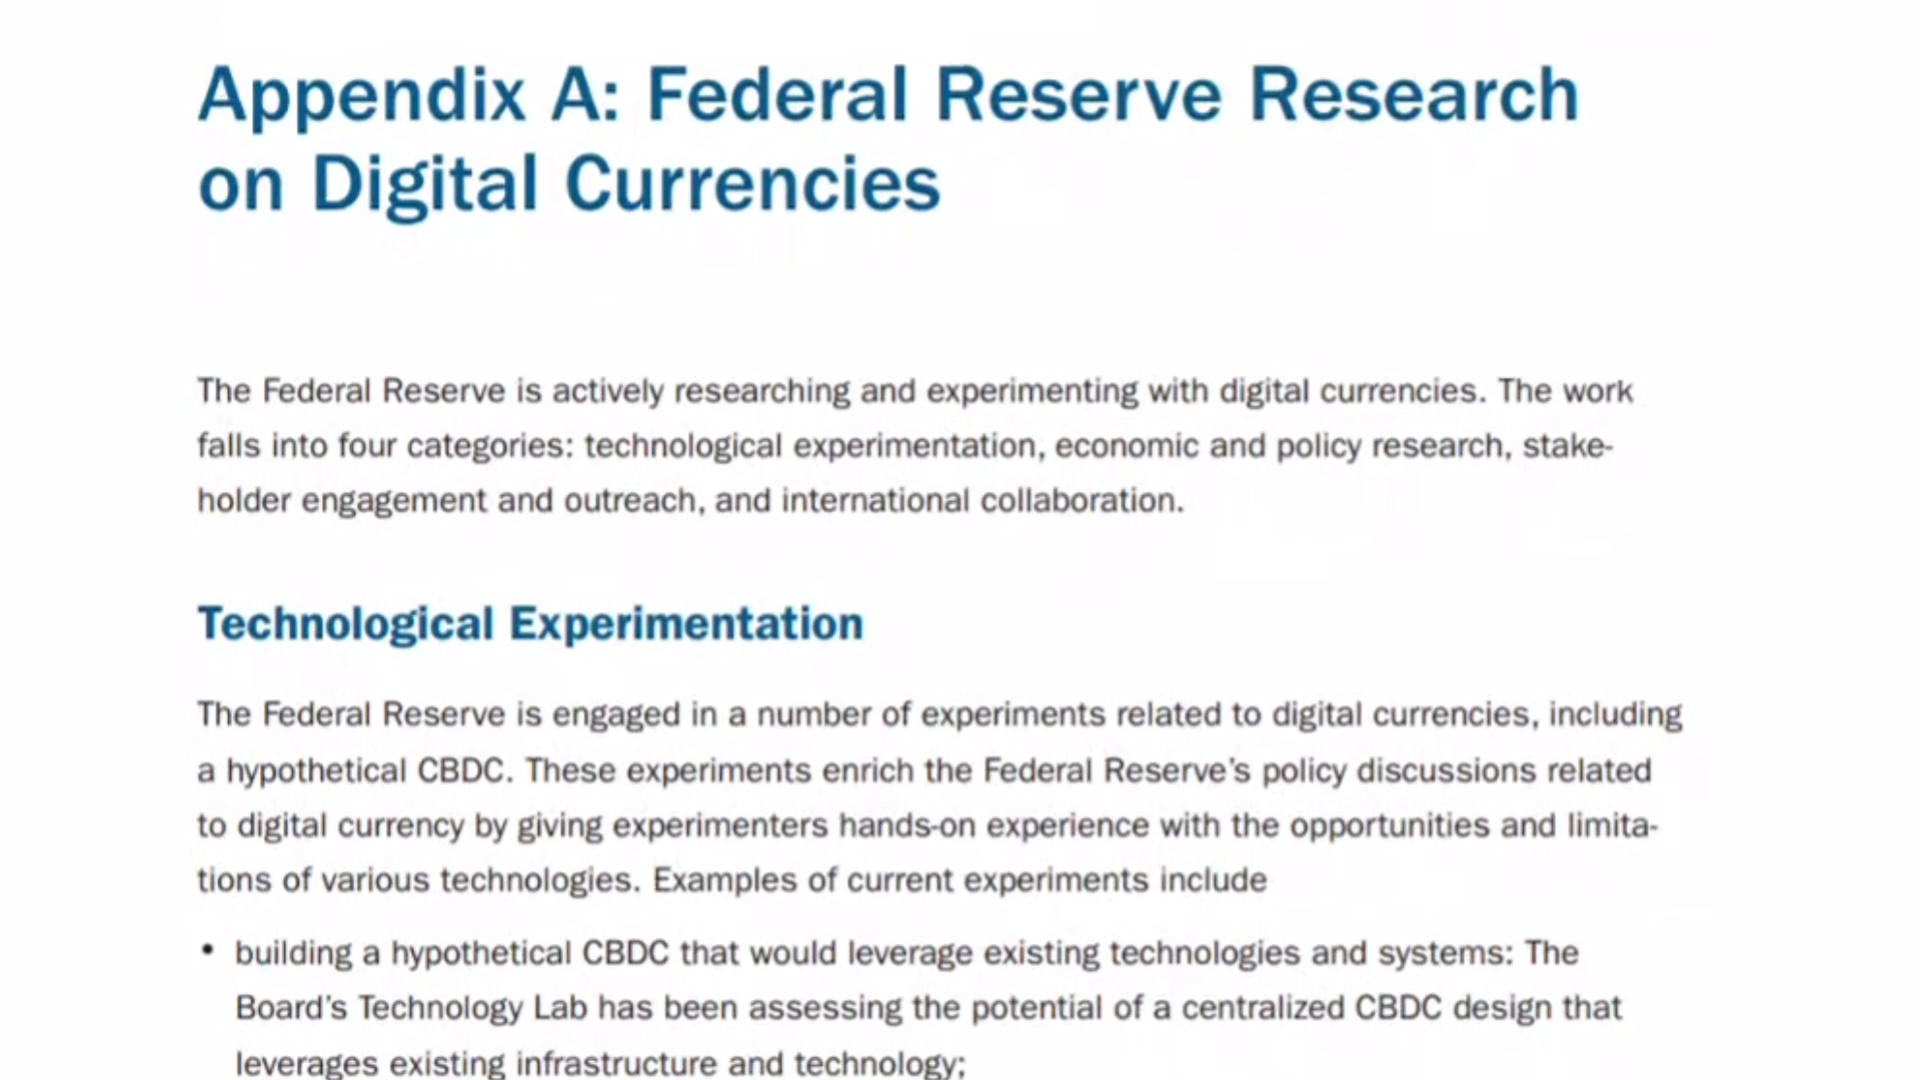 Appendix A: Federal Reserve Research
on Digital Currencies
The Federal Reserve is actively researching and experimenting with digital currencies. The work
falls into four categories: technological experimentation, economic and policy research, stake-
holder engagement and outreach, and international collaboration.
Technological Experimentation
The Federal Reserve is engaged in a number of experiments related to digital currencies, including
a hypothetical CBDC. These experiments enrich the Federal Reserve’s policy discussions related
to digital currency by giving experimenters hands-on experience with the opportunities and limita-
tions of various technologies. Examples of current experiments include
• building a hypothetical CBDC that would leverage existing technologies and systems: The
Board’s Technology Lab has been assessing the potential of a centralized CBDC design that
leverages existing infrastructure and technology;